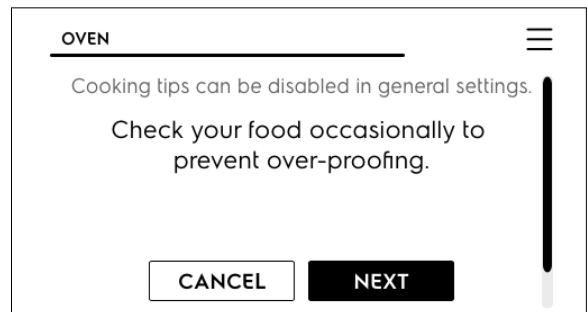 OVEN
Cooking tips can be disabled in general settings.
Check your food occasionally to
prevent over-proofing.
CANCEL
NEXT